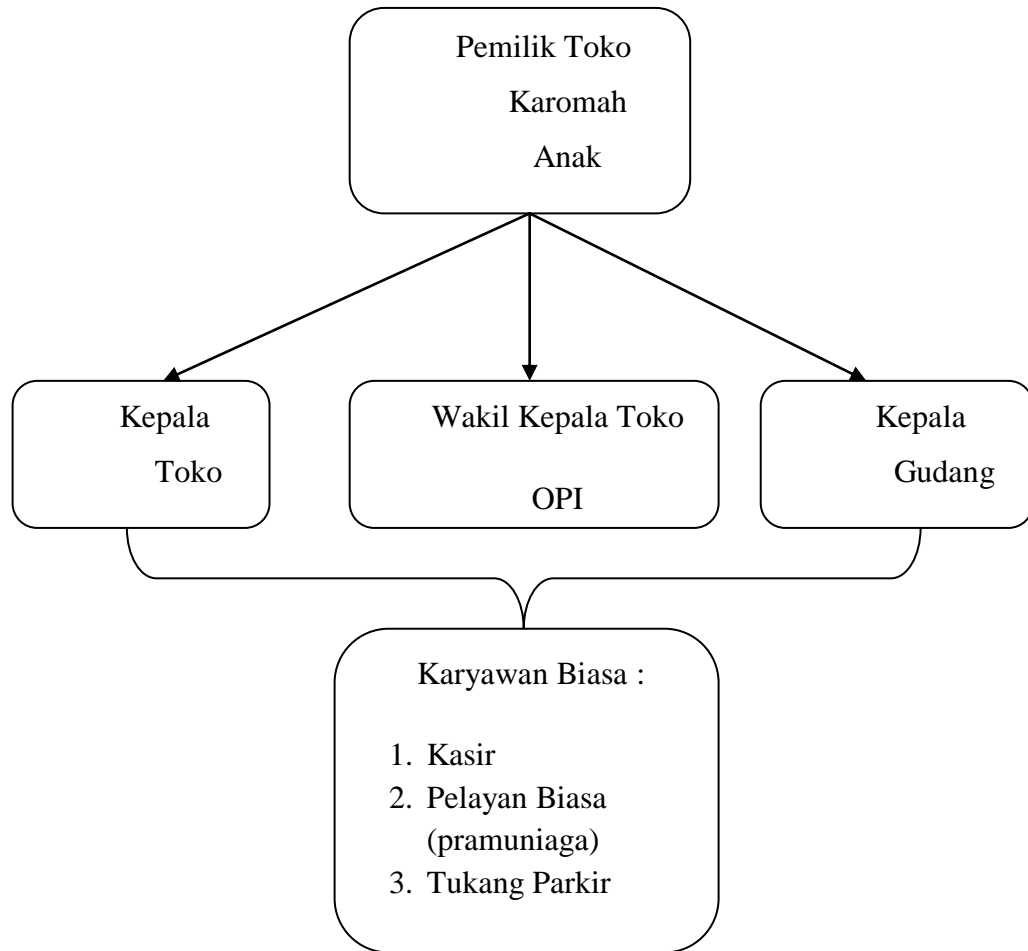 Pemilik Toko
Karomah
Anak
Kepala
Toko
Wakil Kepala Toko
OPI
Kepala
Gudang
Karyawan Biasa :
1. Kasir
2. Pelayan Biasa
(pramuniaga)
3. Tukang Parkir